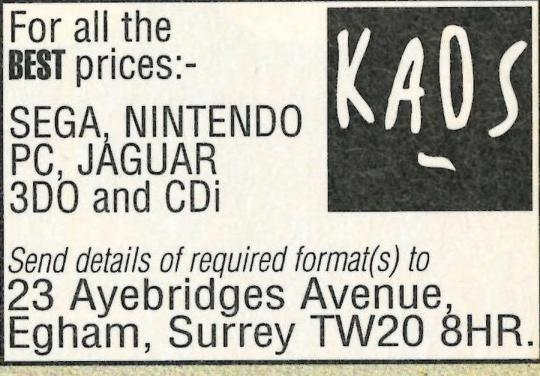 For all the
BEST prices:-
KAOS
SEGA, NINTENDO
PC, JAGUAR
3DO and CDi
Send details of required format(s) to
23 Ayebridges Avenue,
Egham, Surrey TW20 8HR.